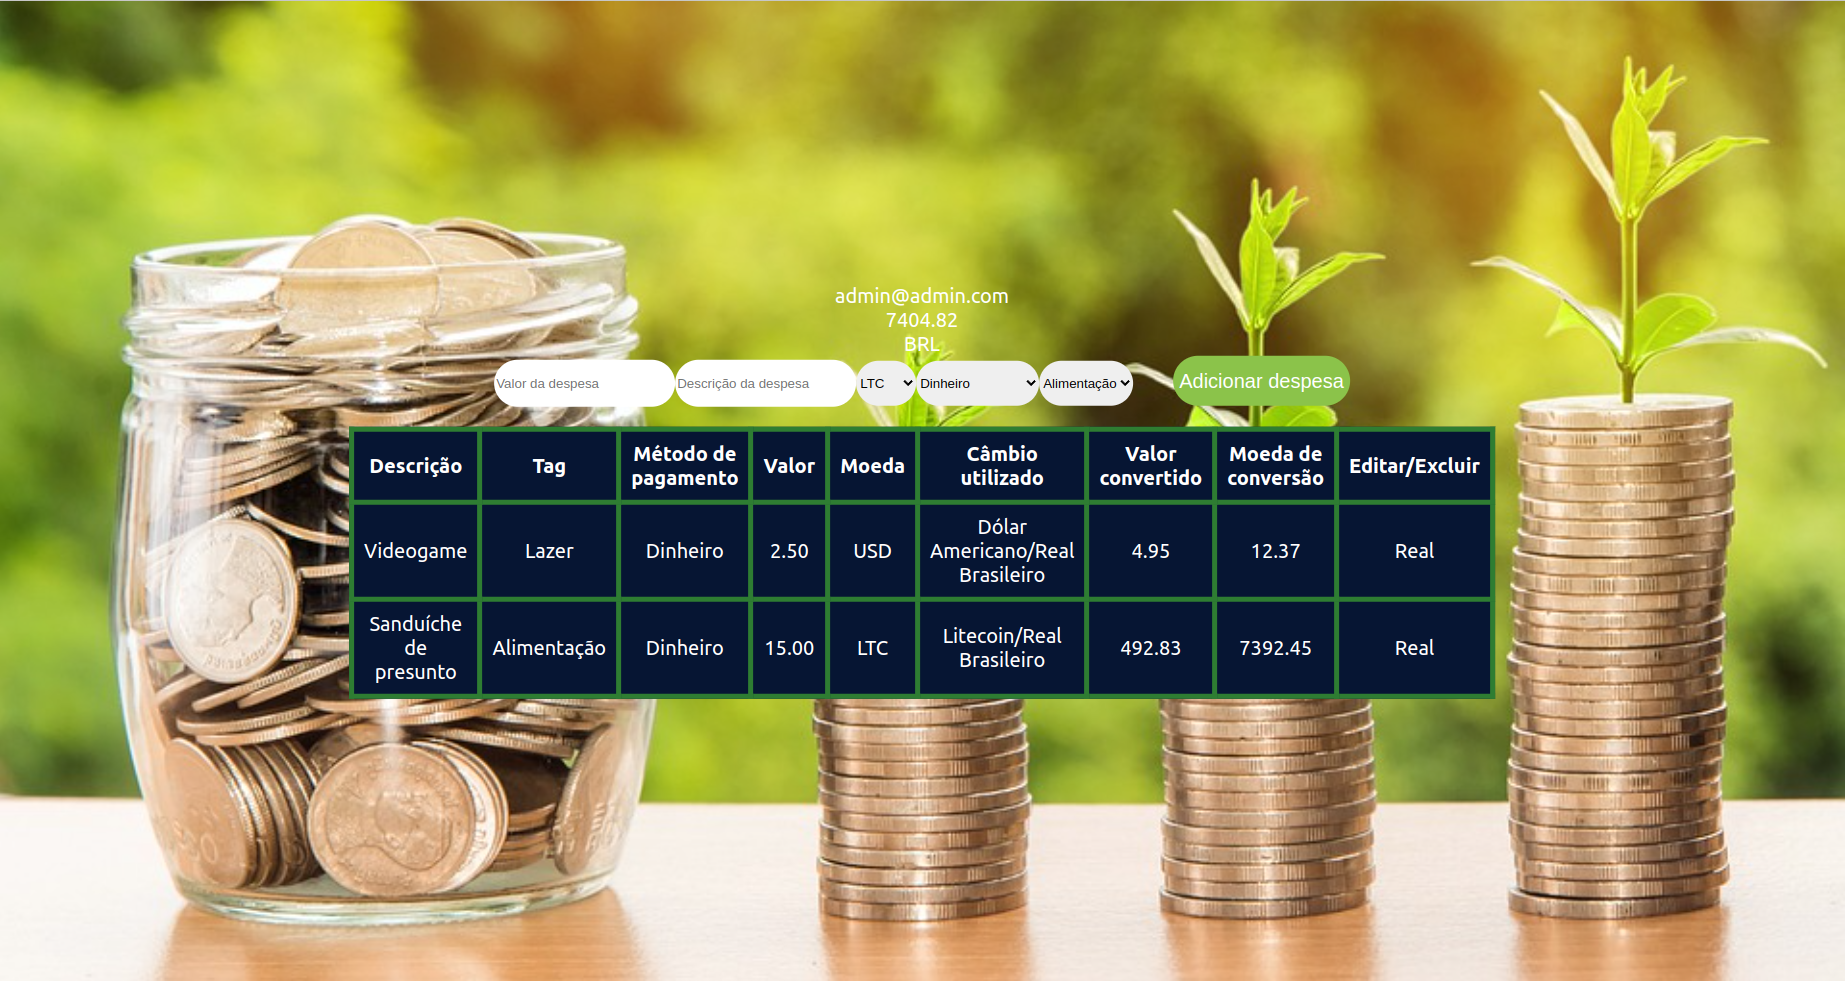 admin@admin.com
7404.82
BRL
Valor da despesa Descrição da despesa LTC Dinheiro Alimentação Adicionar despesa
Descrição Tag Método de pagamento Valor Moeda Câmbio utilizado Valor convertido Moeda de conversão Editar/Excluir
Videogame Lazer Dinheiro 2.50 USD Dólar Americano/Real Brasileiro 4.95 12.37 Real
Sanduíche de presunto Alimentação Dinheiro 15.00 LTC Litecoin/Real Brasileiro 492.83 7392.45 Real